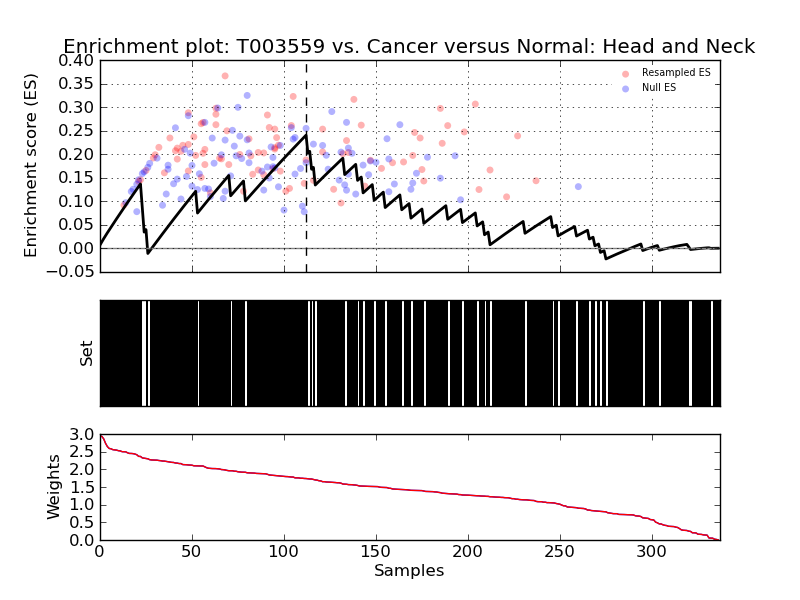 Enrichment plot: T003559 vs. Cancer versus Normal: Head and Neck
0.40
0.35
0.30
0.25
0.20
0.15
0.10
0.05
0.00
−0.05
Enrichment score (ES)
Resampled ES
Null ES
Set
3.0
2.5
2.0
1.5
1.0
0.5
0.0
Weights
0 50 100 150 200 250 300
Samples